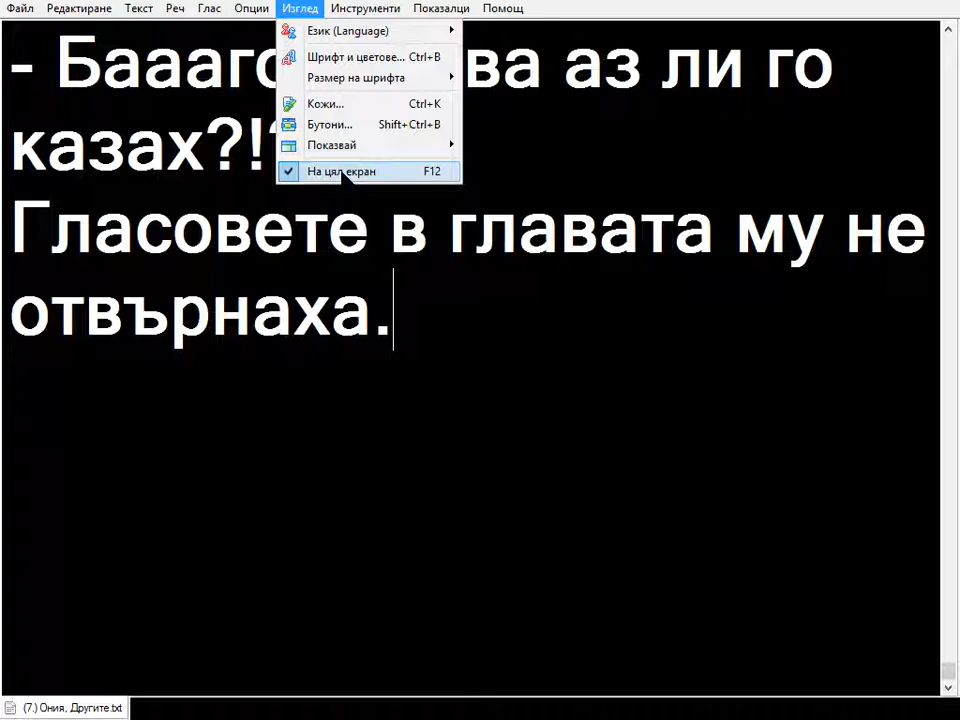 Файл Редактиране Текст Реч Глас Опции Изглед Инструменти Показалци Помощ
Език (Language)
Шрифт и цветове... Ctrl+B
Размер на шрифта
Кожи... Ctrl+K
Бутони... Shift+Ctrl+B
Показвай
На цял екран F12
аз ли го
казах?!
Гласовете в главата му не
отвърнаха.
(7.) Ония, Другите.txt